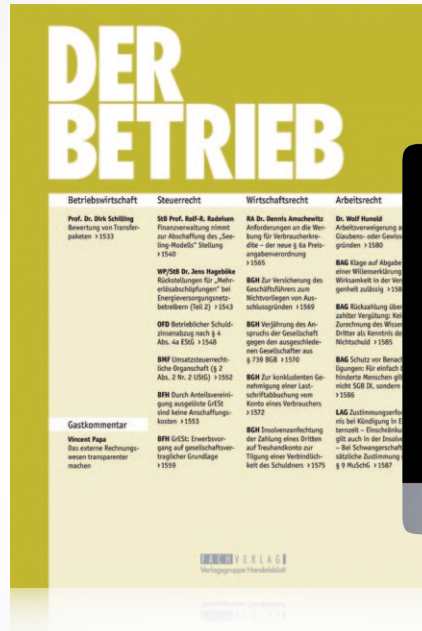 DER
BETRIEB
Betriebswirtschaft
Prof. Dr. Dirk Schilling
Bewertung von Transfer-
paketen >1533
Gastkommentar
Vincent Papa
Das externe Rechnungs-
wesen transparenter
machen
Steuerrecht
StB Prof. Rolf-R. Radeisen
Finanzverwaltung nimmt
zur Abschaffung des „See-
ling-Modells“ Stellung
>1540
WP/StB Dr. Jens Hageböke
Rückstellungen für „Mehr-
erlösabschöpfungen“ bei
Energieversorgungsnetz-
betreibern (Teil 2) >1543
OFD Betrieblicher Schuld-
zinsenabzug nach § 4
Abs. 4a EStG >1548
BMF Umsatzsteuerrecht-
liche Organschaft (§ 2
Abs. 2 Nr. 2 UStG) >1552
BFH Durch Anteilsvereini-
gung ausgelöste GrESt
sind keine Anschaffungs-
kosten >1553
BFH GrESt: Erwerbsvor-
gang auf gesellschaftsver-
traglicher Grundlage
>1559
Wirtschaftsrecht
RA Dr. Dennis Amschewitz
Anforderungen an die Wer-
bung für Verbraucherkre-
dite – der neue § 6a Preis-
angabenverordnung
>1565
BGH Zur Versicherung des
Geschäftsführers zum
Nichtvorliegen von Aus-
schlussgründen >1569
BGH Verjährung des An-
spruchs der Gesellschaft
gegen den ausgeschiede-
nen Gesellschafter aus
§ 739 BGB >1570
BGH Zur konkludenten Ge-
nehmigung einer Last-
schriftabbuchung vom
Konto eines Verbrauchers
>1572
BGH Insolvenzanfechtung
der Zahlung eines Dritten
auf Treuhandkonto zur
Tilgung einer Verbindlich-
keit des Schuldners >1575
Arbeitsrecht
Dr. Wolf Hunold
Arbeitsverweigerung a
Glaubens- oder Gewiss
gründen >1580
BAG Klage auf Abgabe
einer Willenserklärung
Wirksamkeit in der Ver
genheit zulässig >158
BAG Rückzahlung über
zahlter Vergütung: Kei
Zurechnung des Wisse
Dritter als Kenntnis de
Nichtschuld >1585
BAG Schutz vor Benac
ligungen: Für einfach b
hinderte Menschen gil
nicht SGB IX, sondern
>1586
LAG Zustimmungserfor
nis bei Kündigung in E
ternzeit – Einschränku
gilt auch in der Insolve
– Bei Schwangerschaft
sätzliche Zustimmung
§ 9 MuSchG >1587
FACHVERLAG
Verlagsgruppe Handelsblatt